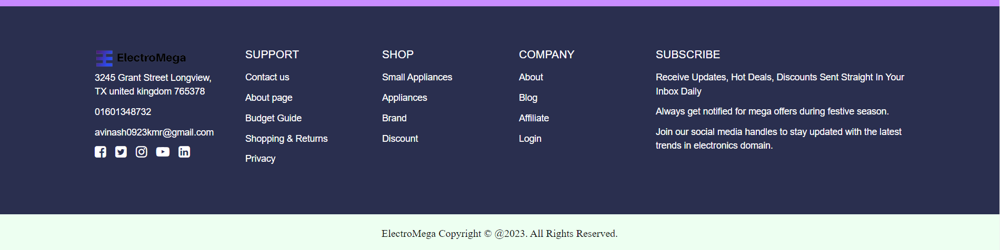 ElectroMega
3245 Grant Street Longview,
TX united kingdom 765378
01601348732
avinash0923kmr@gmail.com
SUPPORT
Contact us
About page
Budget Guide
Shopping & Returns
Privacy
SHOP
Small Appliances
Appliances
Brand
Discount
COMPANY
About
Blog
Affiliate
Login
SUBSCRIBE
Receive Updates, Hot Deals, Discounts Sent Straight In Your
Inbox Daily
Always get notified for mega offers during festive season.
Join our social media handles to stay updated with the latest
trends in electronics domain.
ElectroMega Copyright © @2023. All Rights Reserved.